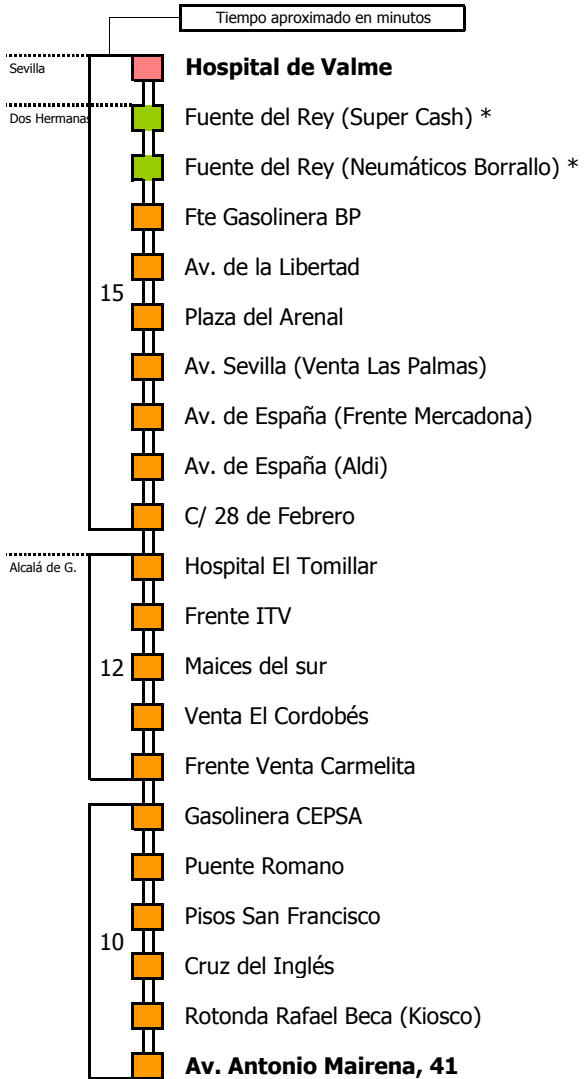 Tiempo aproximado en minutos
Sevilla
Hospital de Valme
Dos Hermanas
Fuente del Rey (Super Cash) *
Fuente del Rey (Neumáticos Borrallo) *
Fte Gasolinera BP
Av. de la Libertad
15
Plaza del Arenal
Av. Sevilla (Venta Las Palmas)
Av. de España (Frente Mercadona)
Av. de España (Aldi)
C/ 28 de Febrero
Alcalá de G.
Hospital El Tomillar
Frente ITV
12
Maices del sur
Venta El Cordobés
Frente Venta Carmelita
Gasolinera CEPSA
Puente Romano
Pisos San Francisco
10
Cruz del Inglés
Rotonda Rafael Beca (Kiosco)
Av. Antonio Mairena, 41